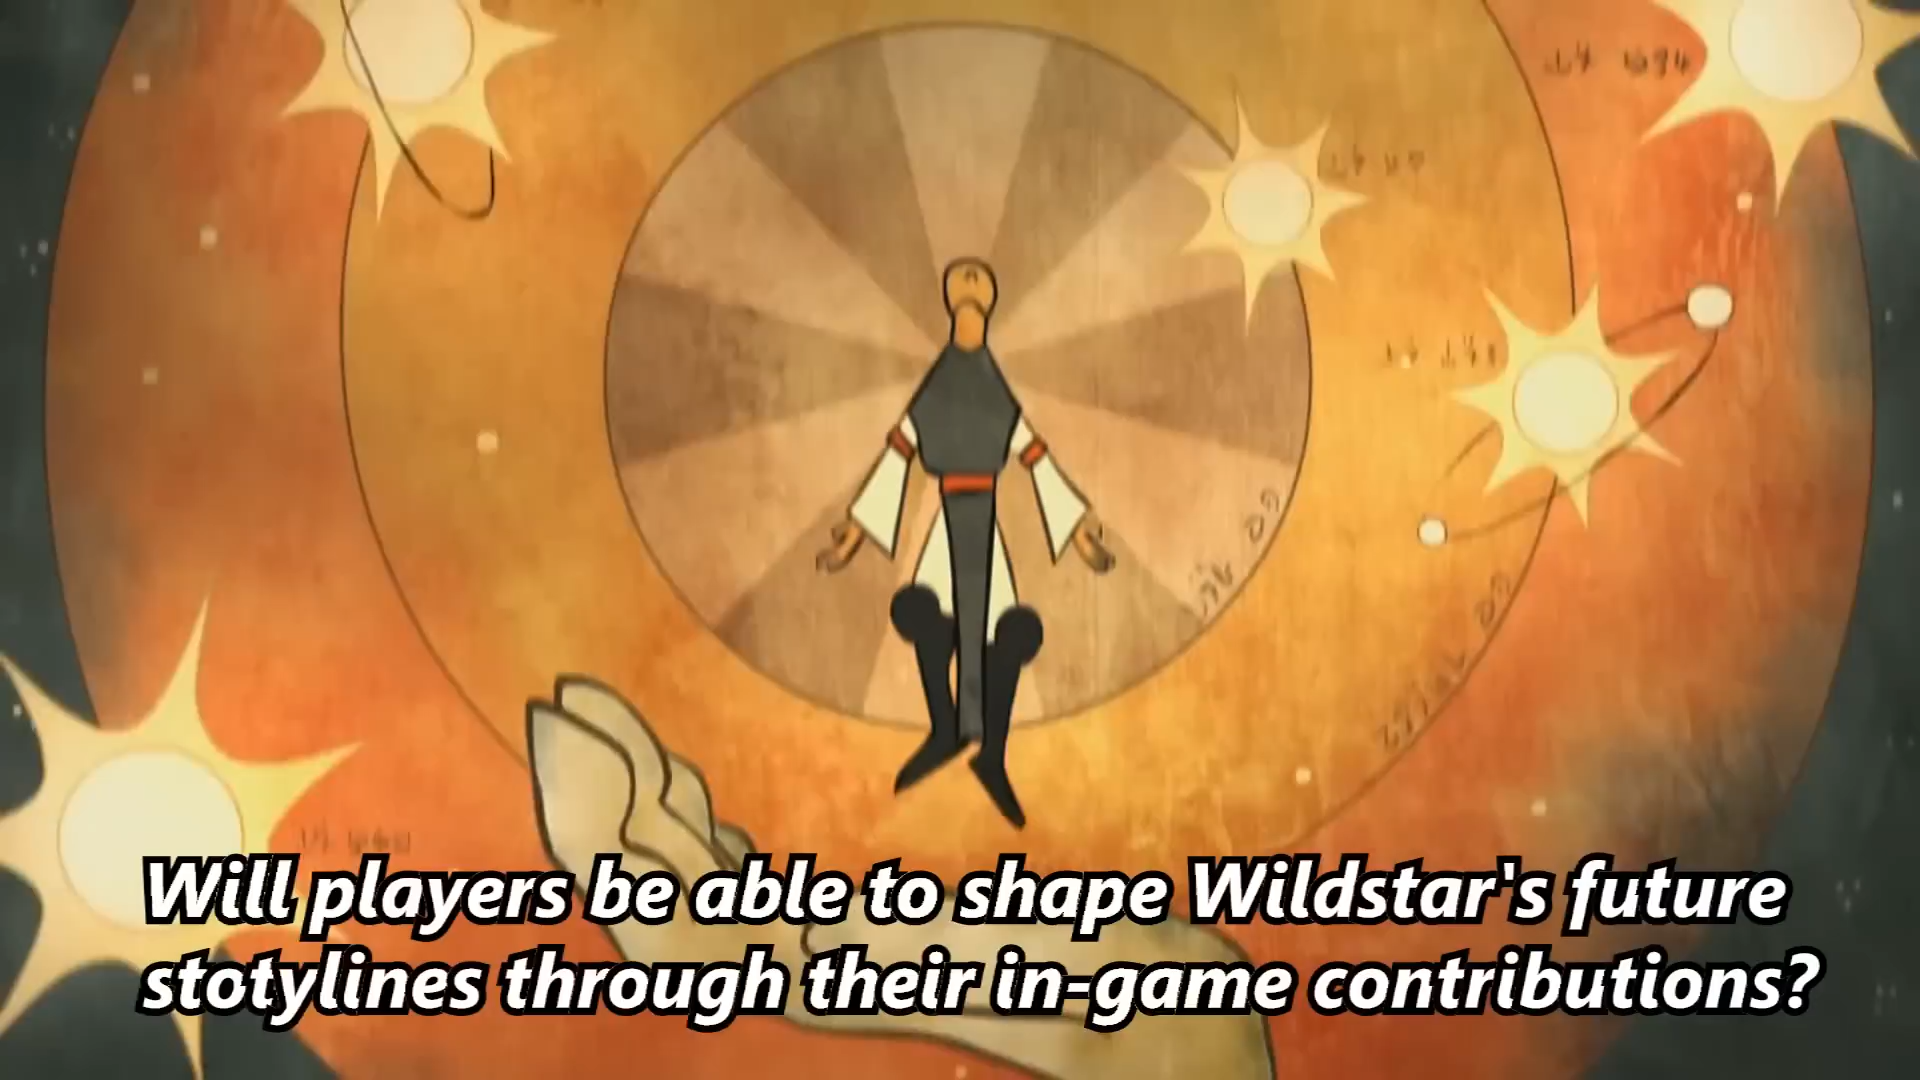 Will players be able to shape Wildstar's future
stotylines through their in-game contributions?